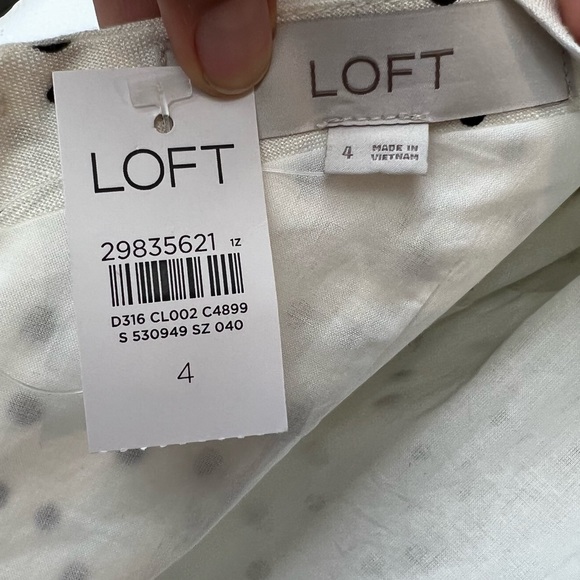 LOFT
29835621 1Z
D316 CL002 C4899
S 530949 SZ 040
4
LOFT
4 MADE IN
VIETNAM